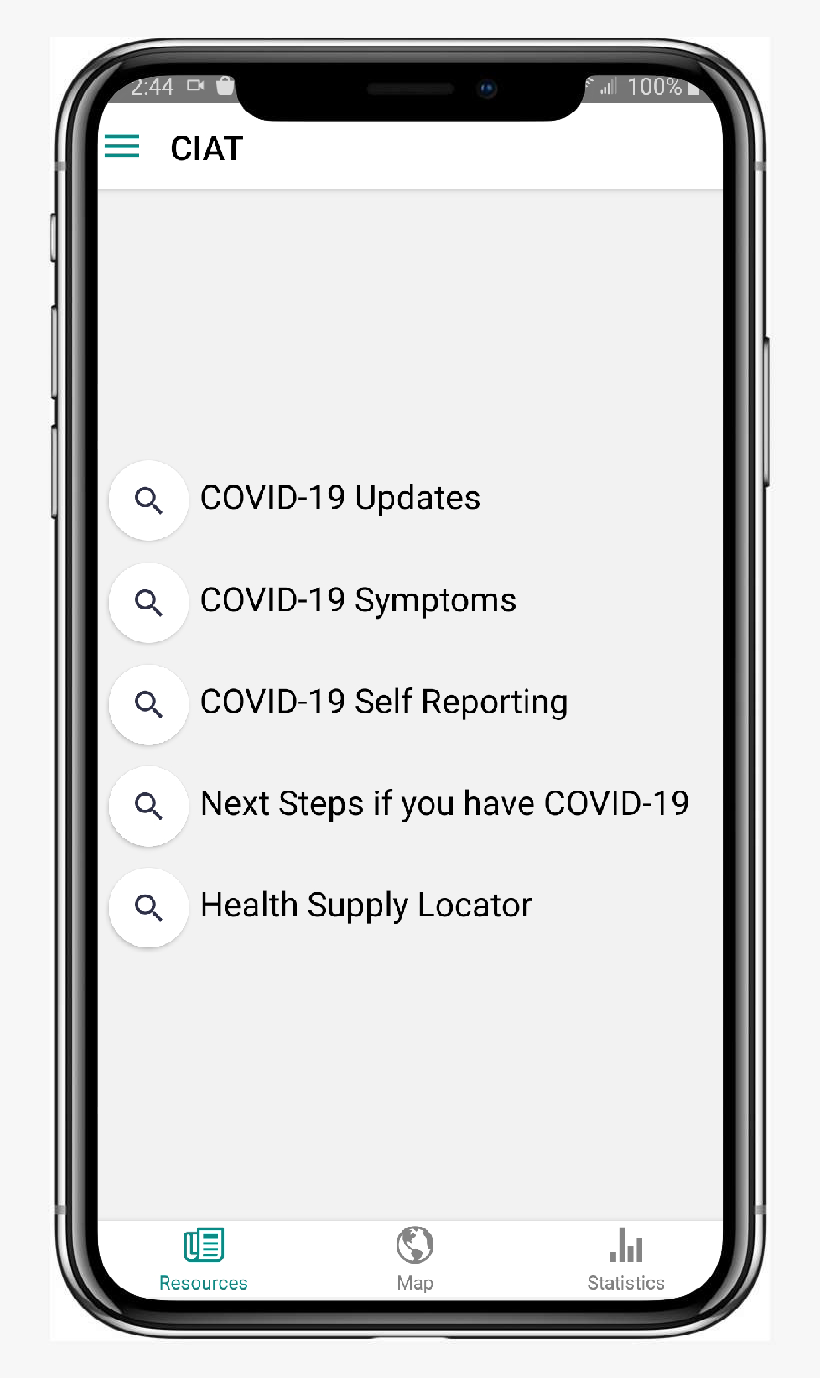 2:44 100%
CIAT
COVID-19 Updates
COVID-19 Symptoms
COVID-19 Self Reporting
Next Steps if you have COVID-19
Health Supply Locator
Resources Map Statistics